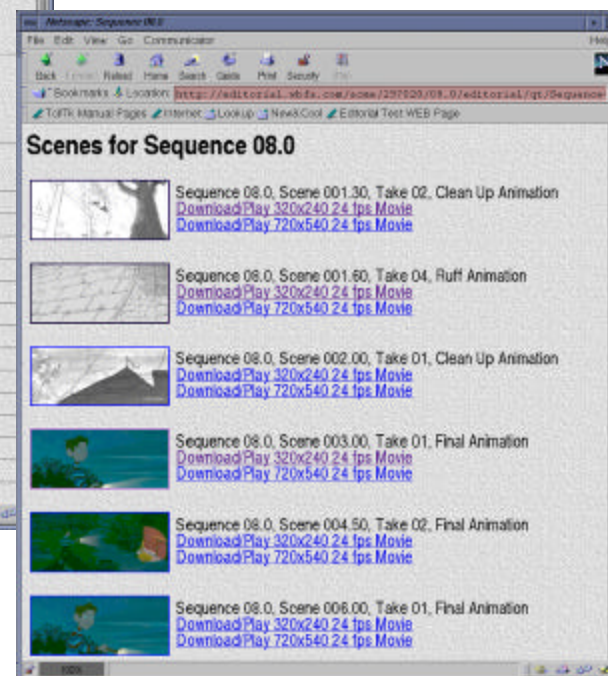 Netscape: Sequence 08.0
File Edit View Go Communicator Help
Back Reload Home Search Guide Print Security
Bookmarks Location: http://editorial.wbfa.com/some/297020/08.0/editorial/qt/Sequence
Tcl/Tk Manual Pages Internet Lookup New&Cool Editorial Test WEB Page
Scenes for Sequence 08.0
Sequence 08.0, Scene 001.30, Take 02, Clean Up Animation
Download/Play 320x240 24 fps Movie
Download/Play 720x540 24 fps Movie
Sequence 08.0, Scene 001.60, Take 04, Ruff Animation
Download/Play 320x240 24 fps Movie
Download/Play 720x540 24 fps Movie
Sequence 08.0, Scene 002.00, Take 01, Clean Up Animation
Download/Play 320x240 24 fps Movie
Download/Play 720x540 24 fps Movie
Sequence 08.0, Scene 003.00, Take 01, Final Animation
Download/Play 320x240 24 fps Movie
Download/Play 720x540 24 fps Movie
Sequence 08.0, Scene 004.50, Take 02, Final Animation
Download/Play 320x240 24 fps Movie
Download/Play 720x540 24 fps Movie
Sequence 08.0, Scene 006.00, Take 01, Final Animation
Download/Play 320x240 24 fps Movie
Download/Play 720x540 24 fps Movie
100%